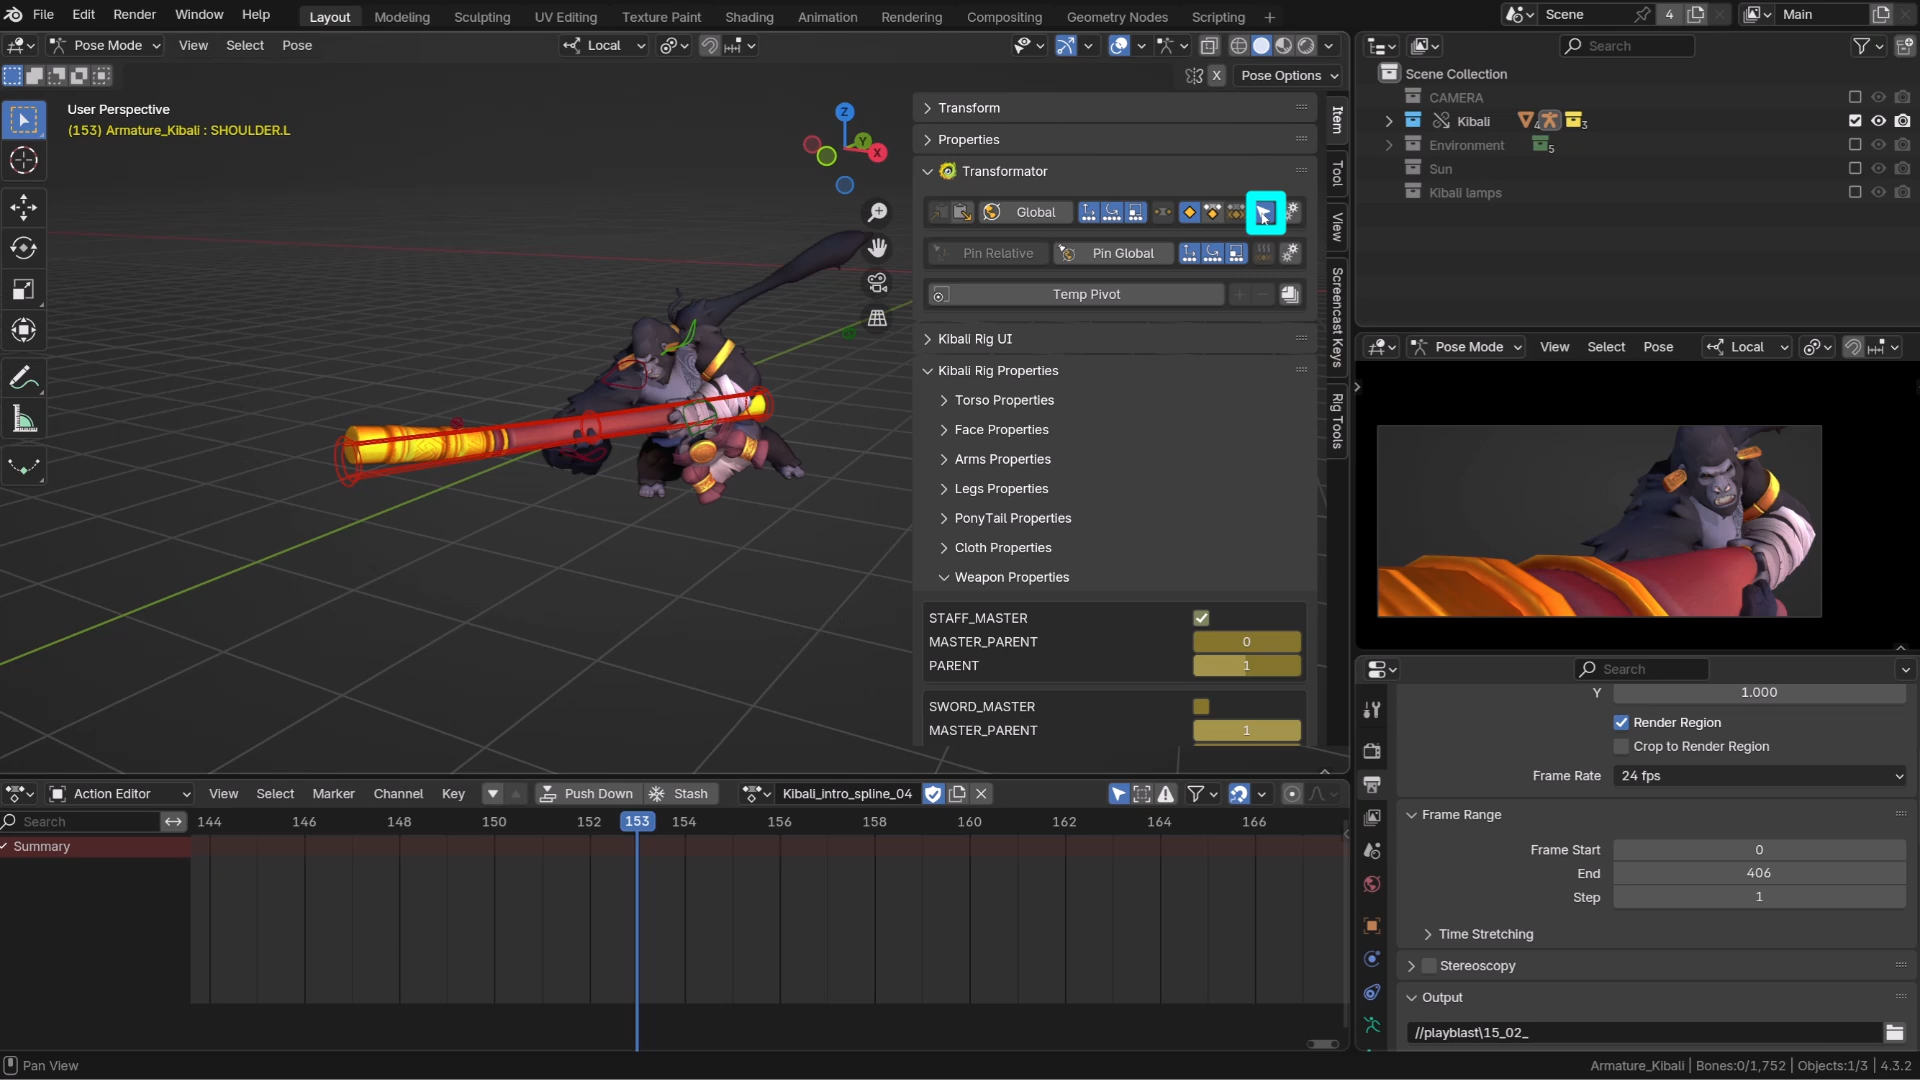 File Edit Render Window Help Layout Modeling Sculpting UV Editing Texture Paint Shading Animation Rendering Compositing Geometry Nodes Scripting + Scene 4 Main
Pose Mode View Select Pose Local
X Pose Options
User Perspective
(153) Armature_Kibali : SHOULDER.L
Z
Y
X
Transform
Properties
Transformator
Global
Pin Relative Pin Global
Temp Pivot
Kibali Rig UI
Kibali Rig Properties
Torso Properties
Face Properties
Arms Properties
Legs Properties
PonyTail Properties
Cloth Properties
Weapon Properties
STAFF_MASTER
MASTER_PARENT 0
PARENT 1
SWORD_MASTER
MASTER_PARENT 1
Item
Tool
View
Screencast Keys
Rig Tools
Search
Scene Collection
CAMERA
Kibali 4 3
Environment 5
Sun
Kibali lamps
Pose Mode View Select Pose Local
Search
Y 1.000
Render Region
Crop to Render Region
Frame Rate 24 fps
Frame Range
Frame Start 0
End 406
Step 1
Time Stretching
Stereoscopy
Output
//playblast\15_02_
Action Editor View Select Marker Channel Key Push Down Stash Kibali_intro_spline_04
Search 144 146 148 150 152 153 154 156 158 160 162 164 166
Summary
Pan View
Armature_Kibali | Bones:0/1,752 | Objects:1/3 | 4.3.2